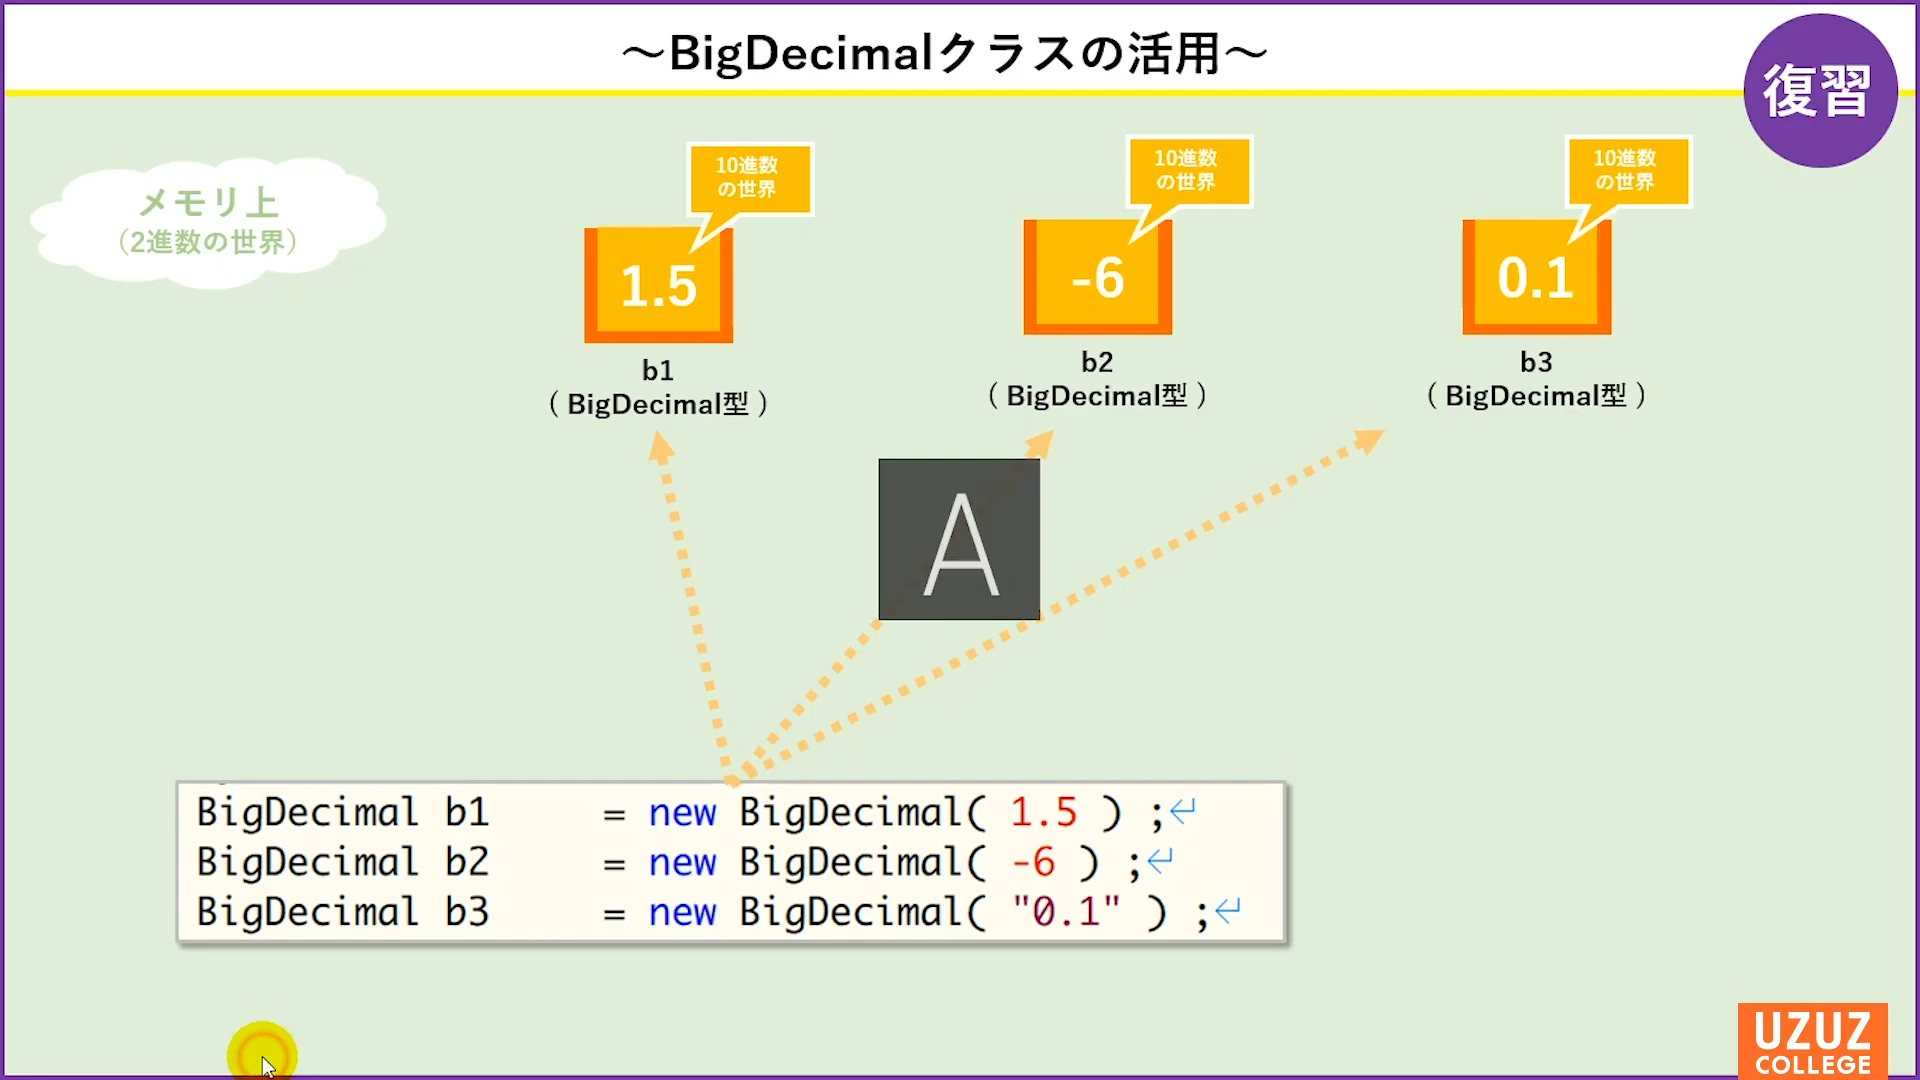 ～BigDecimalクラスの活用～
復習
メモリ上
（2進数の世界）
10進数
の世界
1.5
b1
（BigDecimal型）
10進数
の世界
-6
b2
（BigDecimal型）
10進数
の世界
0.1
b3
（BigDecimal型）
A
BigDecimal b1 = new BigDecimal( 1.5 ) ;↵
BigDecimal b2 = new BigDecimal( -6 ) ;↵
BigDecimal b3 = new BigDecimal( "0.1" ) ;↵
UZUZ
COLLEGE